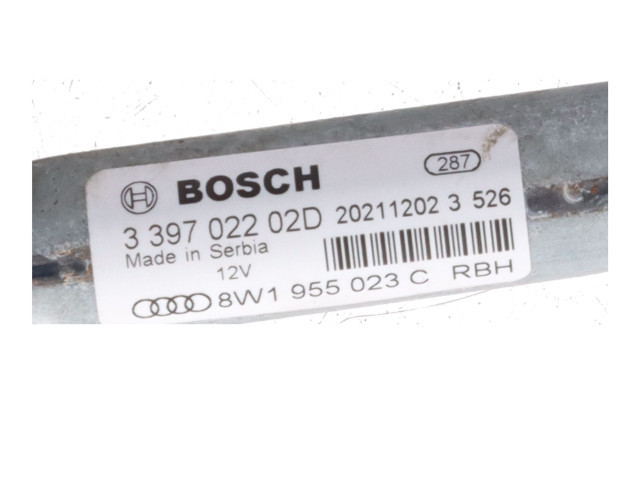 BOSCH 287
3 397 022 02D 20211202 3 526
Made in Serbia
12V
8W1 955 023 C RBH